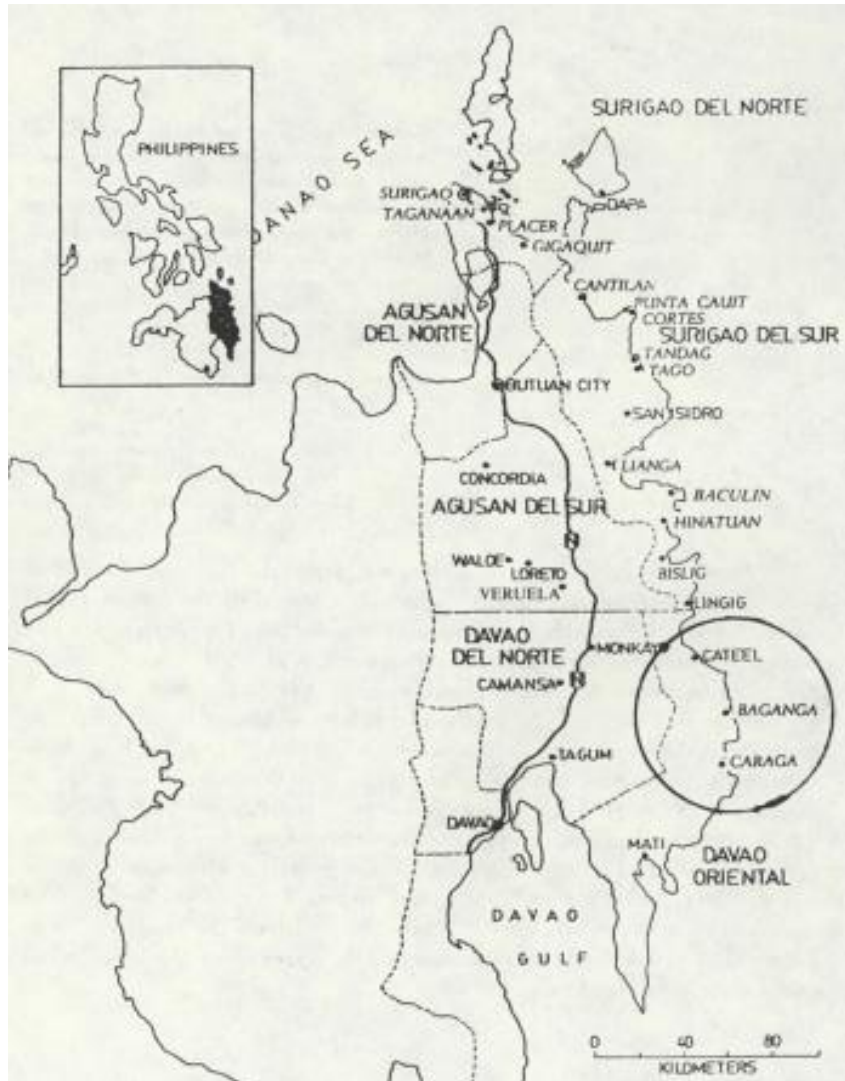 SURIGAO DEL NORTE
PHILIPPINES
ANAO SEA
SURIGAO
TAGANAAN
DAPA
PLACER
GIGAQUIT
CANTILAN
AGUSAN
DEL NORTE
PUNTA CAUIT
CORTES
SURIGAO DEL SUR
TANDAG
TAGO
BUTUAN CITY
SAN ISIDRO
LIANGA
CONCORDIA
BACULIN
AGUSAN DEL SUR
HINATUAN
WALOE
LORETO
BISLIG
VERUELA
LINGIG
DAVAO
DEL NORTE
MONKAY
CATEEL
CAMANSA
BAGANGA
TAGUM
CARAGA
DAVAO
MATI
DAVAO
ORIENTAL
DAVAO
GULF
0 40 80
KILOMETERS